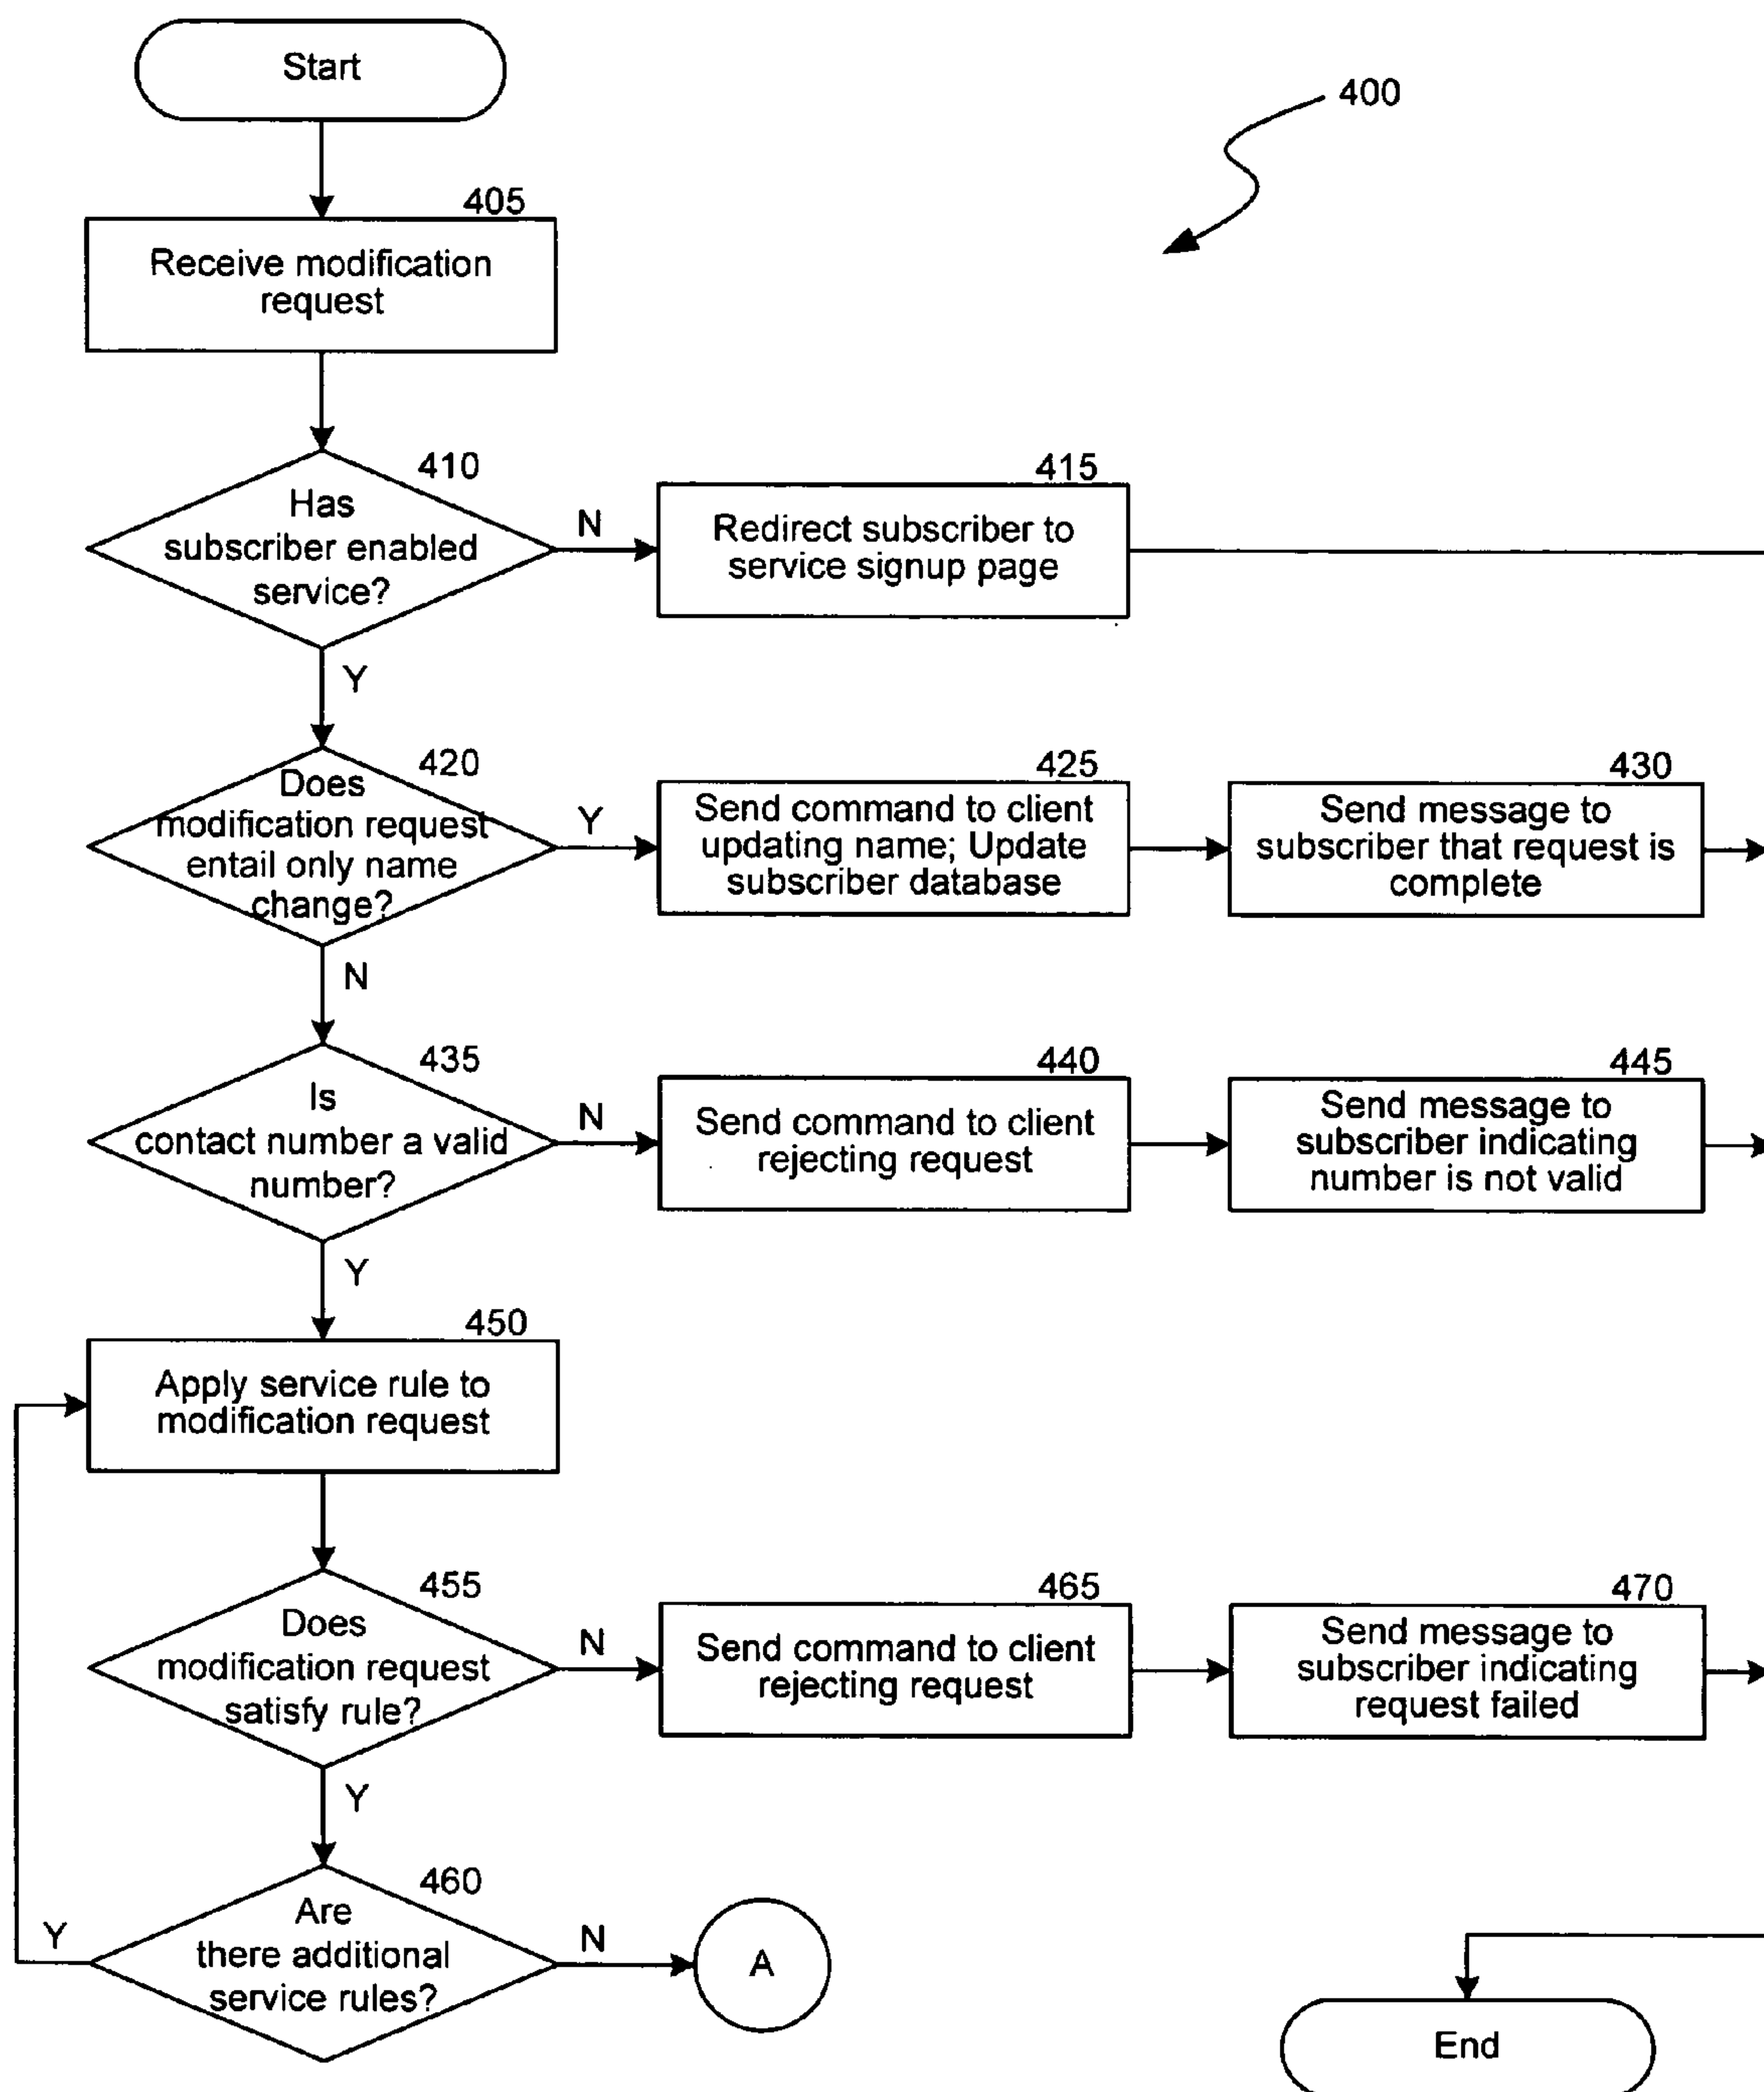 Start
400
405
Receive modification
request
410
Has
subscriber enabled
service?
N
415
Redirect subscriber to
service signup page
Y
420
Does
modification request
entail only name
change?
Y
425
Send command to client
updating name; Update
subscriber database
430
Send message to
subscriber that request is
complete
N
435
Is
contact number a valid
number?
N
440
Send command to client
rejecting request
445
Send message to
subscriber indicating
number is not valid
Y
450
Apply service rule to
modification request
455
Does
modification request
satisfy rule?
N
465
Send command to client
rejecting request
470
Send message to
subscriber indicating
request failed
Y
460
Are
there additional
service rules?
Y
N
A
End